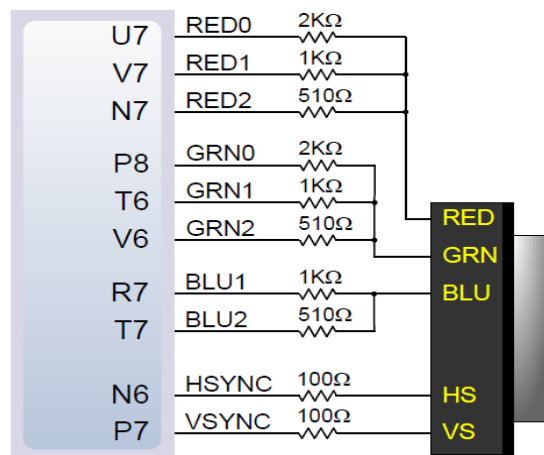 U7 RED0 2KΩ
V7 RED1 1KΩ
N7 RED2 510Ω
P8 GRN0 2KΩ
T6 GRN1 1KΩ
V6 GRN2 510Ω
RED
GRN
R7 BLU1 1KΩ BLU
T7 BLU2 510Ω
N6 HSYNC 100Ω HS
P7 VSYNC 100Ω VS